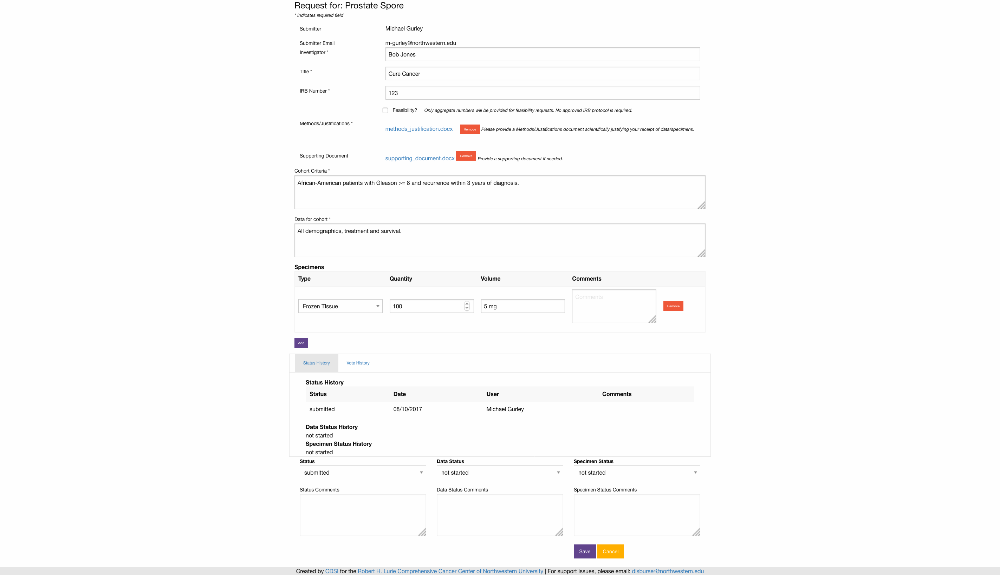 Request for: Prostate Spore
* Indicates required field
Submitter Michael Gurley
Submitter Email m-gurley@northwestern.edu
Investigator * Bob Jones
Title * Cure Cancer
IRB Number * 123
Feasibility? Only aggregate numbers will be provided for feasibility requests. No approved IRB protocol is required.
Methods/Justifications *
methods_justification.docx Remove Please provide a Methods/Justifications document scientifically justifying your receipt of data/specimens.
Supporting Document
supporting_document.docx Remove Provide a supporting document if needed.
Cohort Criteria *
African-American patients with Gleason >= 8 and recurrence within 3 years of diagnosis.
Data for cohort *
All demographics, treatment and survival.
Specimens
Type Quantity Volume Comments
Comments
Frozen TIssue 100 5 mg Remove
Add
Status History Vote History
Status History
Status Date User Comments
submitted 08/10/2017 Michael Gurley
Data Status History
not started
Specimen Status History
not started
Status Data Status Specimen Status
submitted not started not started
Status Comments Data Status Comments Specimen Status Comments
Save Cancel
Created by CDSI for the Robert H. Lurie Comprehensive Cancer Center of Northwestern University | For support issues, please email: disburser@northwestern.edu